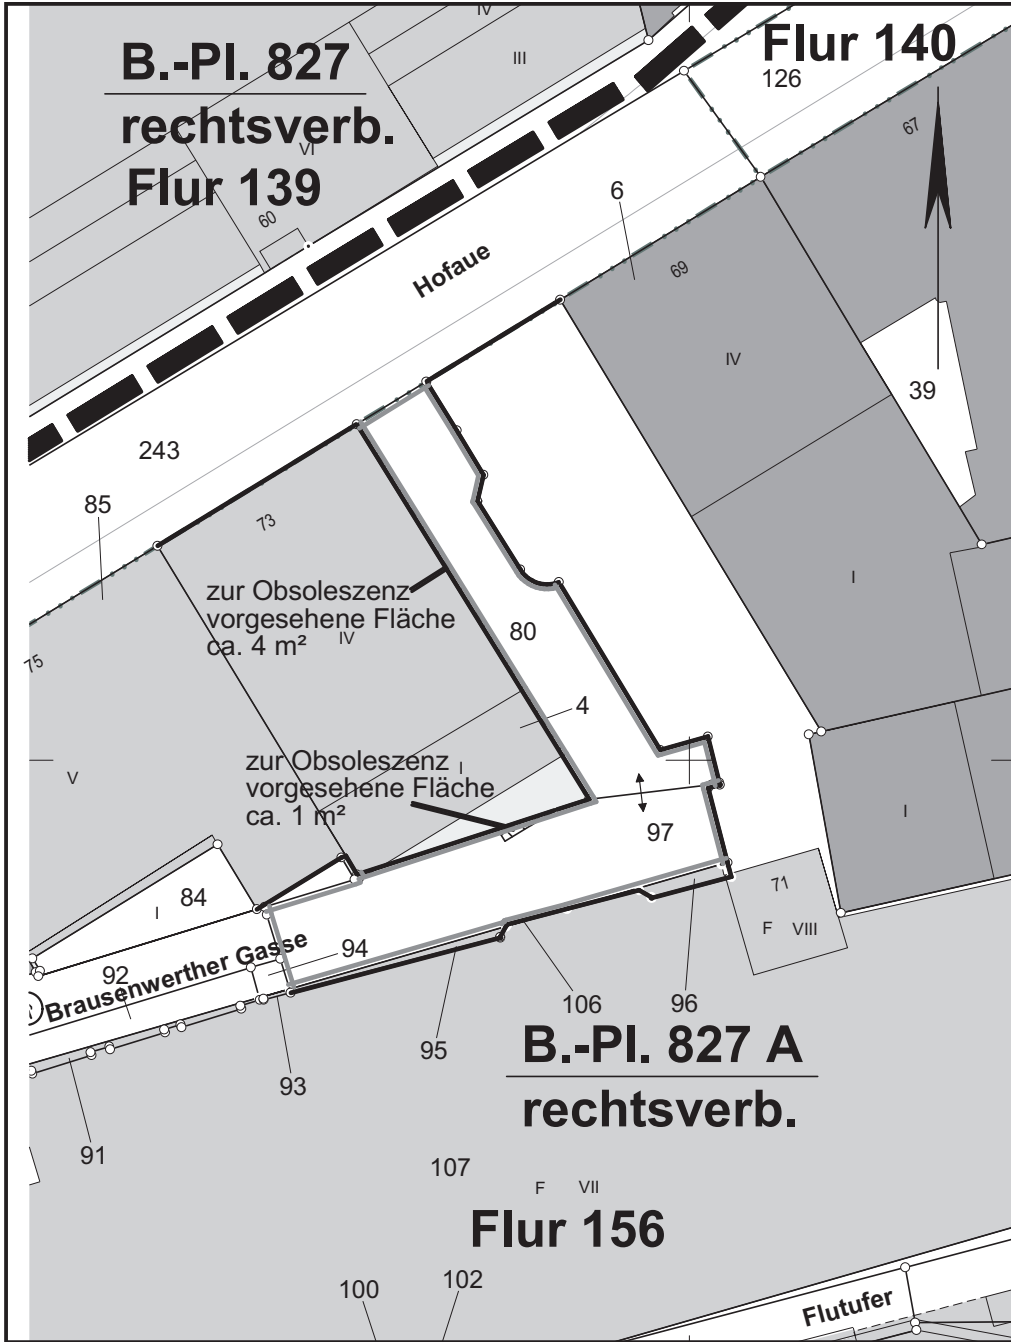 IV
B.-Pl. 827
rechtsverb.
Flur 139
III
VI
60
Flur 140
126
67
6
69
Hofaue
IV
39
243
85
73
zur Obsoleszenz
vorgesehene Fläche
ca. 4 m²
IV
75
80
I
4
V
zur Obsoleszenz
vorgesehene Fläche
ca. 1 m²
I
97
I
71
F VIII
I
84
94
92
Brausenwerther Gasse
106
96
95
93
91
B.-Pl. 827 A
rechtsverb.
107
F VII
Flur 156
100
102
Flutufer